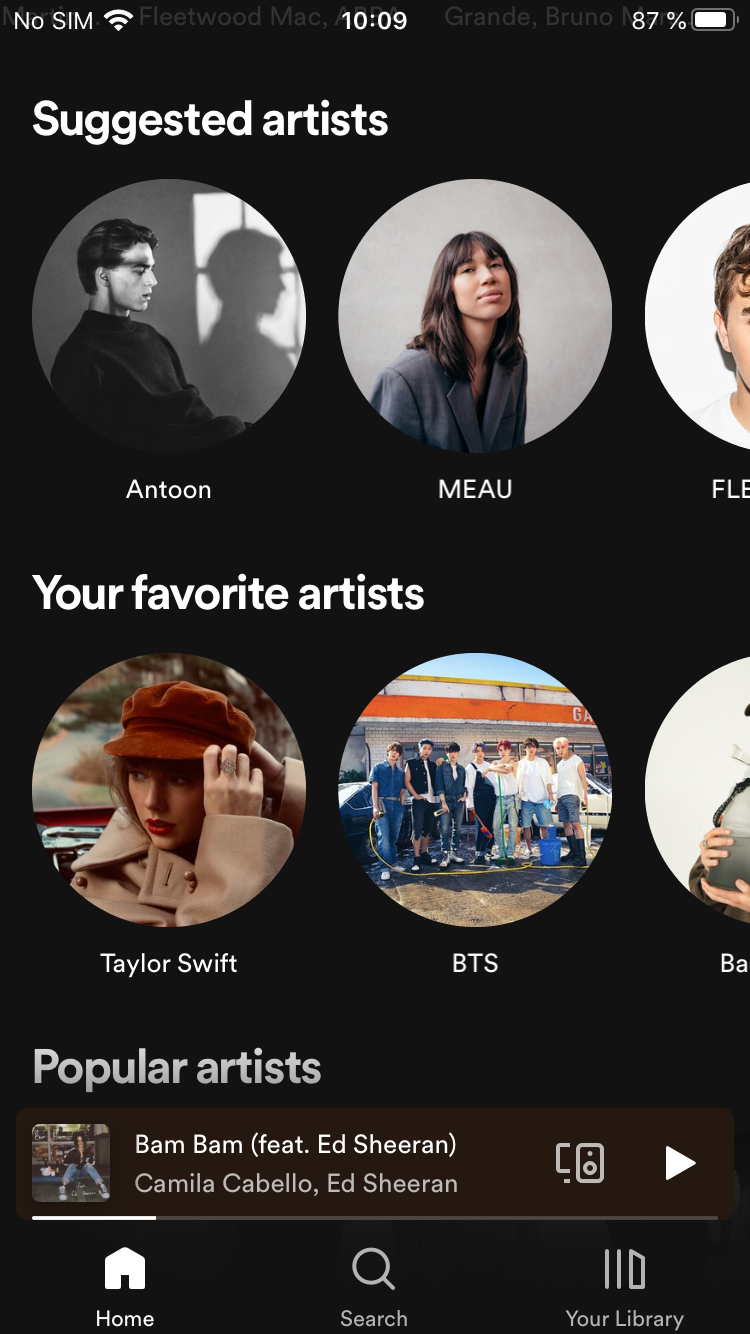 Fleetwood Mac, ABBA Grande, Bruno
No SIM 10:09 87 %
Suggested artists
Antoon MEAU FLE
Your favorite artists
GA
Taylor Swift BTS Ba
Popular artists
Bam Bam (feat. Ed Sheeran)
Camila Cabello, Ed Sheeran
Home Search Your Library